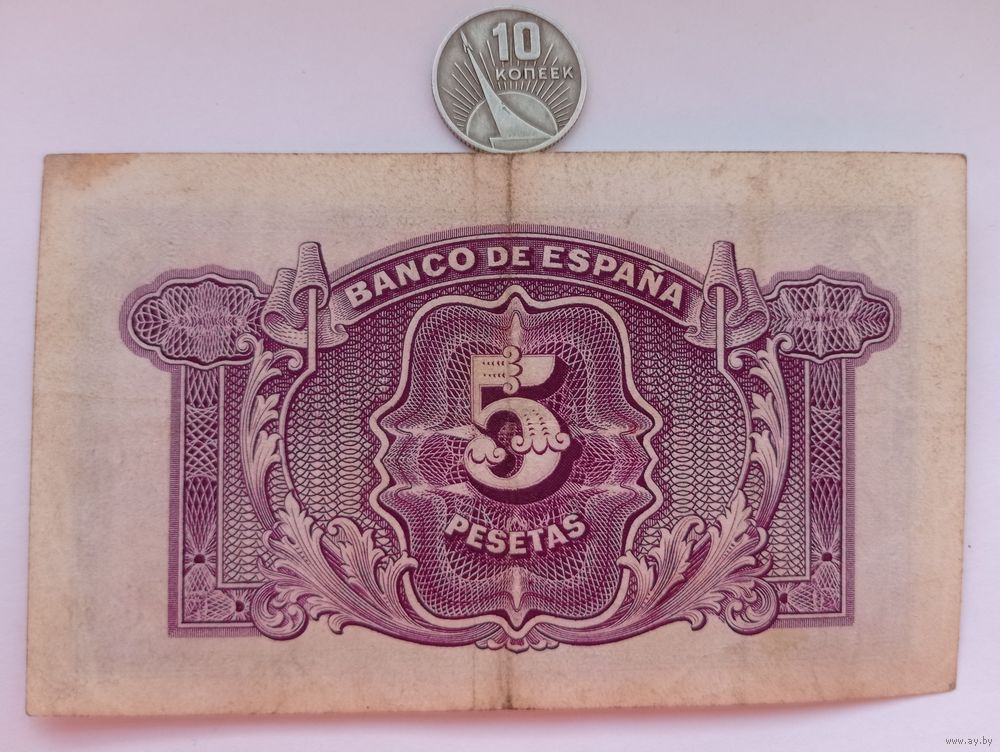 10
КОПЕЕК
BANCO DE ESPAÑA
5
PESETAS
www.ay.by